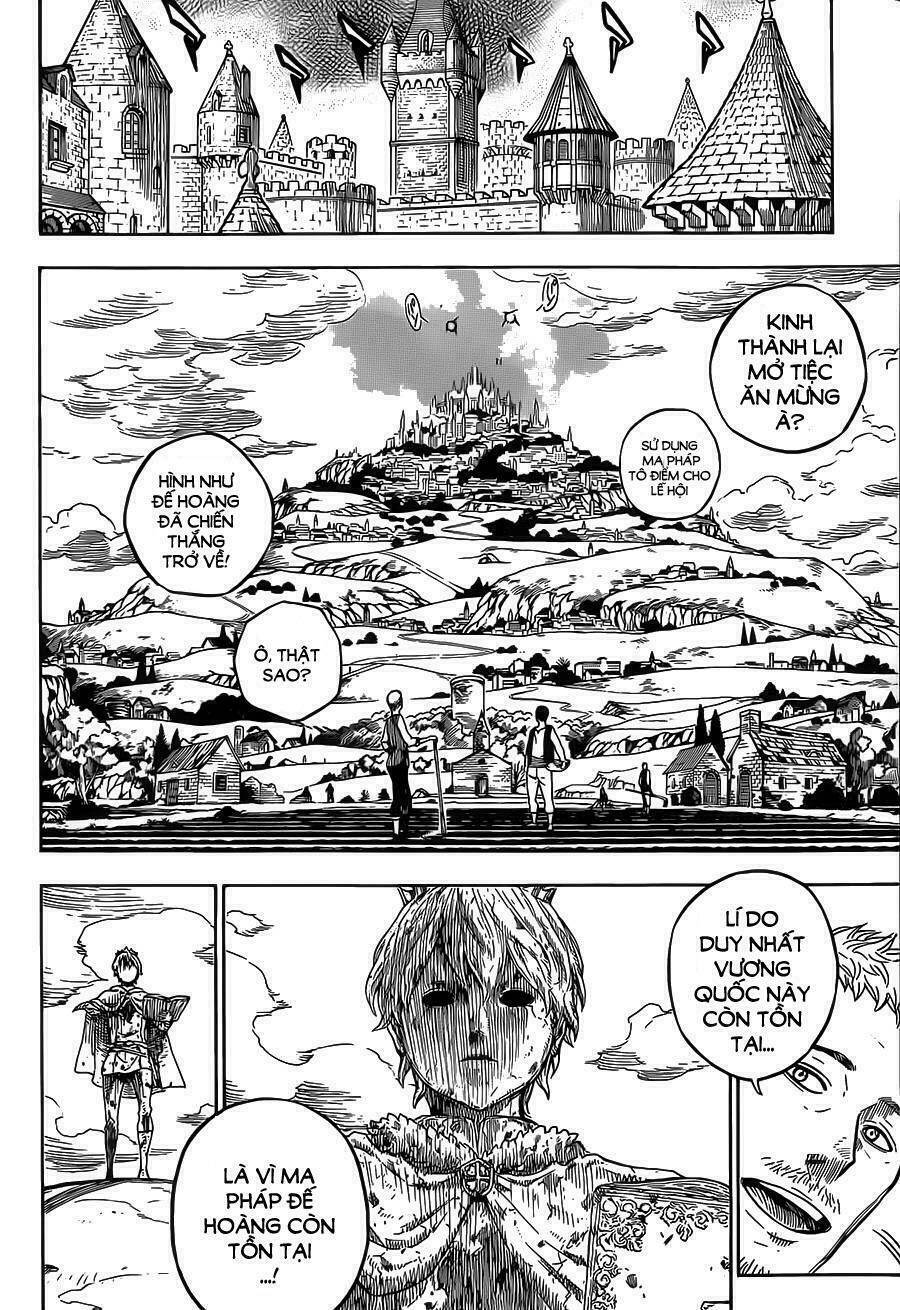 KINH
THÀNH LẠI
MỞ TIỆC
ĂN MỪNG
À?
SỬ DỤNG
MA PHÁP
TÔ ĐIỂM CHO
LỄ HỘI
HÌNH NHƯ
ĐẾ HOÀNG
ĐÃ CHIẾN
THẮNG
TRỞ VỀ!
Ồ, THẬT
SAO?
LÍ DO
DUY NHẤT
VƯƠNG
QUỐC NÀY
CÒN TỒN
TẠI...
LÀ VÌ MA
PHÁP ĐẾ
HOÀNG CÒN
TỒN TẠI
...!